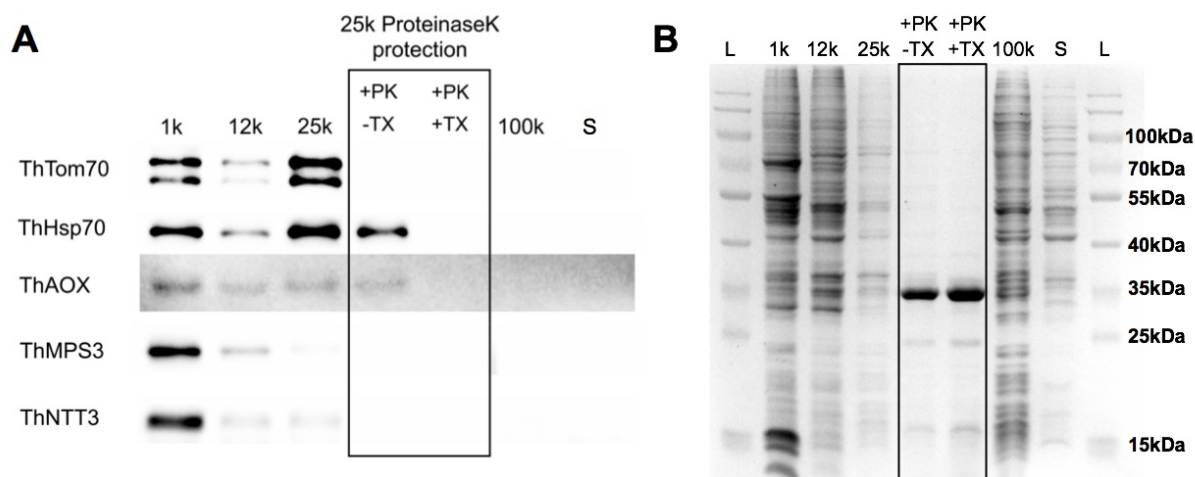 A
25k ProteinaseK
protection
+PK +PK
1k 12k 25k -TX +TX 100k S
ThTom70
ThHsp70
ThAOX
ThMPS3
ThNTT3
B
+PK +PK
L 1k 12k 25k -TX +TX 100k S L
100kDa
70kDa
55kDa
40kDa
35kDa
25kDa
15kDa